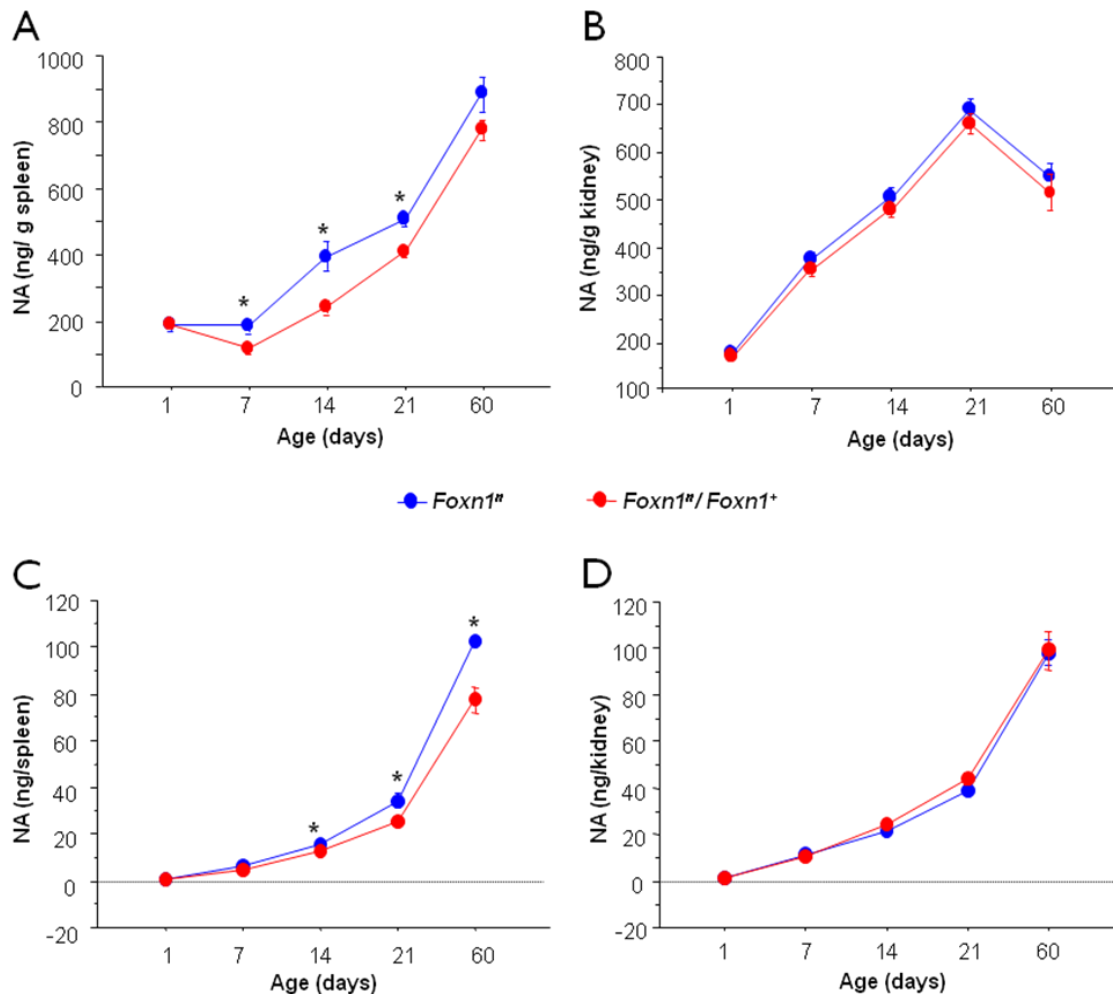 A
1000
800
600
400
200
0
NA (ng/ g spleen)
*
*
*
1 7 14 21 60
Age (days)
B
800
700
600
500
400
300
200
100
NA (ng/g kidney)
1 7 14 21 60
Age (days)
Foxn1ⁿ Foxn1ⁿ/ Foxn1⁺
C
120
100
80
60
40
20
0
-20
NA (ng/spleen)
*
*
*
1 7 14 21 60
Age (days)
D
120
100
80
60
40
20
0
-20
NA (ng/kidney)
1 7 14 21 60
Age (days)